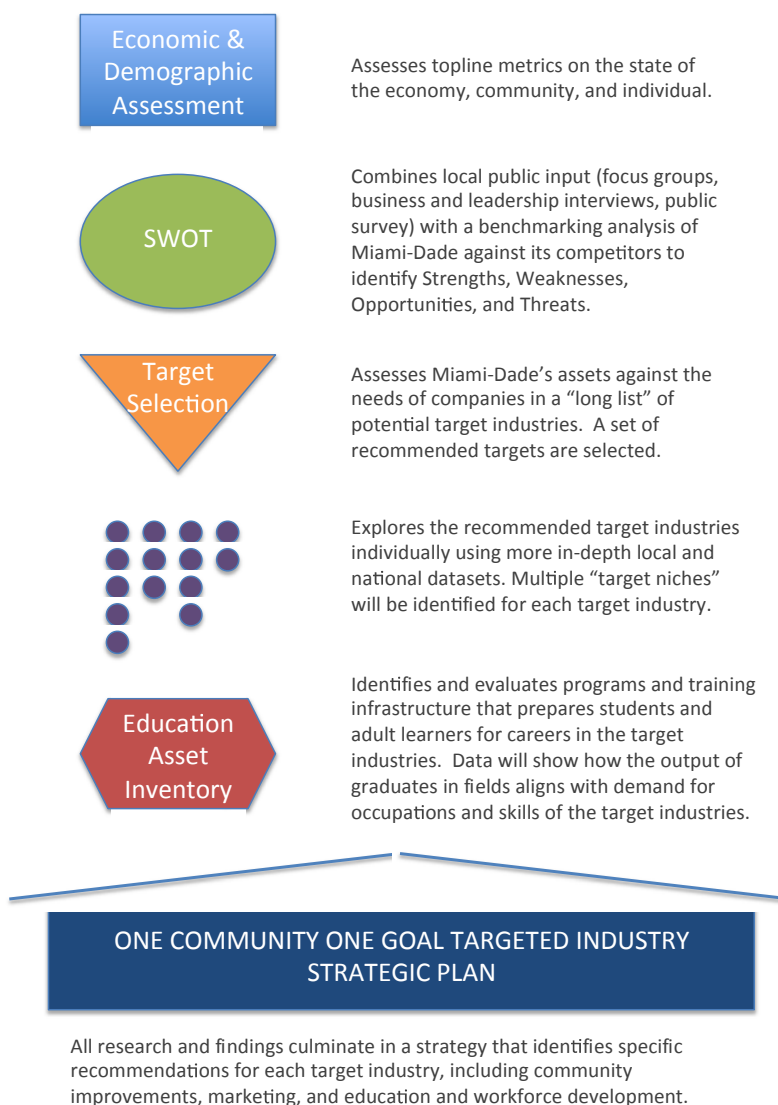 Economic &
Demographic
Assessment
Assesses topline metrics on the state of
the economy, community, and individual.
SWOT
Combines local public input (focus groups,
business and leadership interviews, public
survey) with a benchmarking analysis of
Miami-Dade against its competitors to
identify Strengths, Weaknesses,
Opportunities, and Threats.
Target
Selection
Assesses Miami-Dade’s assets against the
needs of companies in a “long list” of
potential target industries.  A set of
recommended targets are selected.
Explores the recommended target industries
individually using more in-depth local and
national datasets. Multiple “target niches”
will be identified for each target industry.
Education
Asset
Inventory
Identifies and evaluates programs and training
infrastructure that prepares students and
adult learners for careers in the target
industries.  Data will show how the output of
graduates in fields aligns with demand for
occupations and skills of the target industries.
ONE COMMUNITY ONE GOAL TARGETED INDUSTRY
STRATEGIC PLAN
All research and findings culminate in a strategy that identifies specific
recommendations for each target industry, including community
improvements, marketing, and education and workforce development.